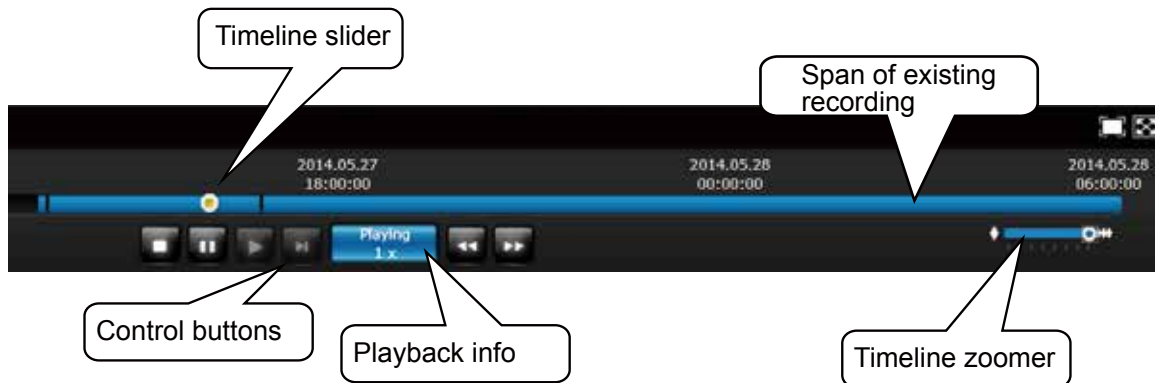 Timeline slider
Span of existing
recording
2014.05.27
18:00:00
2014.05.28
00:00:00
2014.05.28
06:00:00
Playing
1 x
Control buttons
Playback info
Timeline zoomer